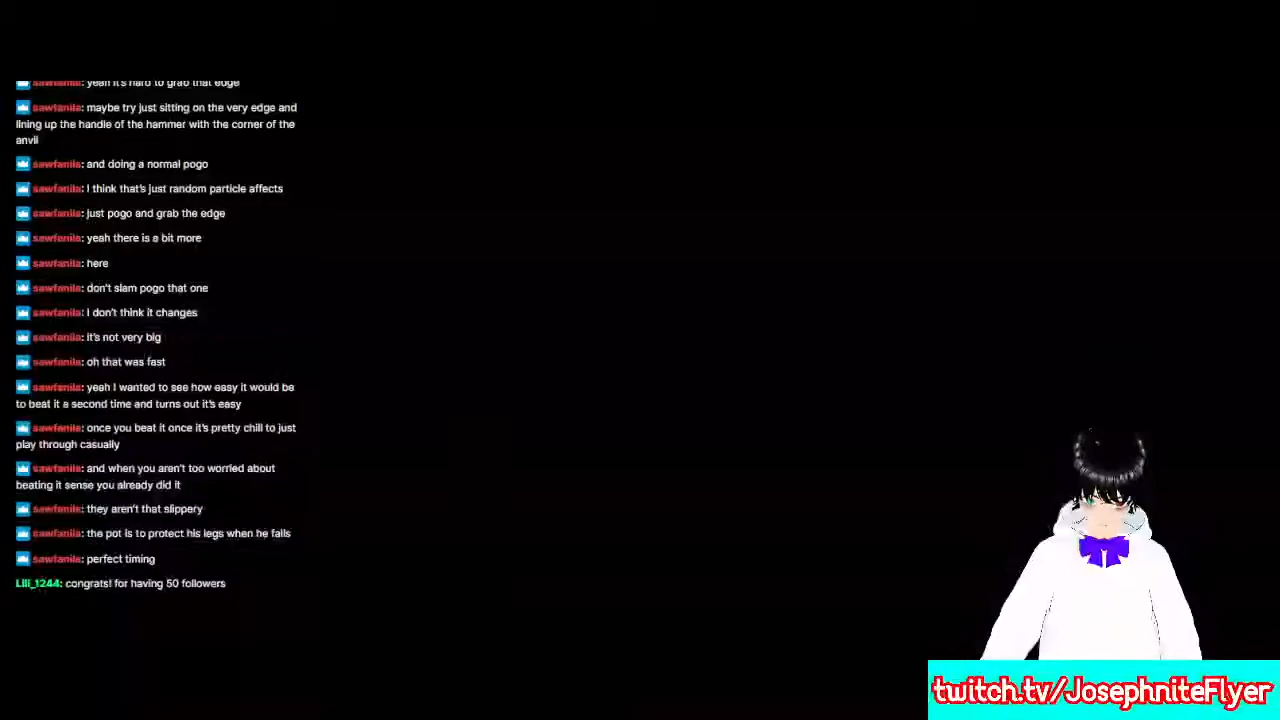 sawfanila: yeah it's hard to grab that edge
sawfanila: maybe try just sitting on the very edge and
lining up the handle of the hammer with the corner of the
anvil
sawfanila: and doing a normal pogo
sawfanila: I think that's just random particle affects
sawfanila: just pogo and grab the edge
sawfanila: yeah there is a bit more
sawfanila: here
sawfanila: don't slam pogo that one
sawfanila: I don't think it changes
sawfanila: it's not very big
sawfanila: oh that was fast
sawfanila: yeah I wanted to see how easy it would be
to beat it a second time and turns out it's easy
sawfanila: once you beat it once it's pretty chill to just
play through casually
sawfanila: and when you aren't too worried about
beating it sense you already did it
sawfanila: they aren't that slippery
sawfanila: the pot is to protect his legs when he falls
sawfanila: perfect timing
Lili_1244: congrats! for having 50 followers
twitch.tv/JosephniteFlyer